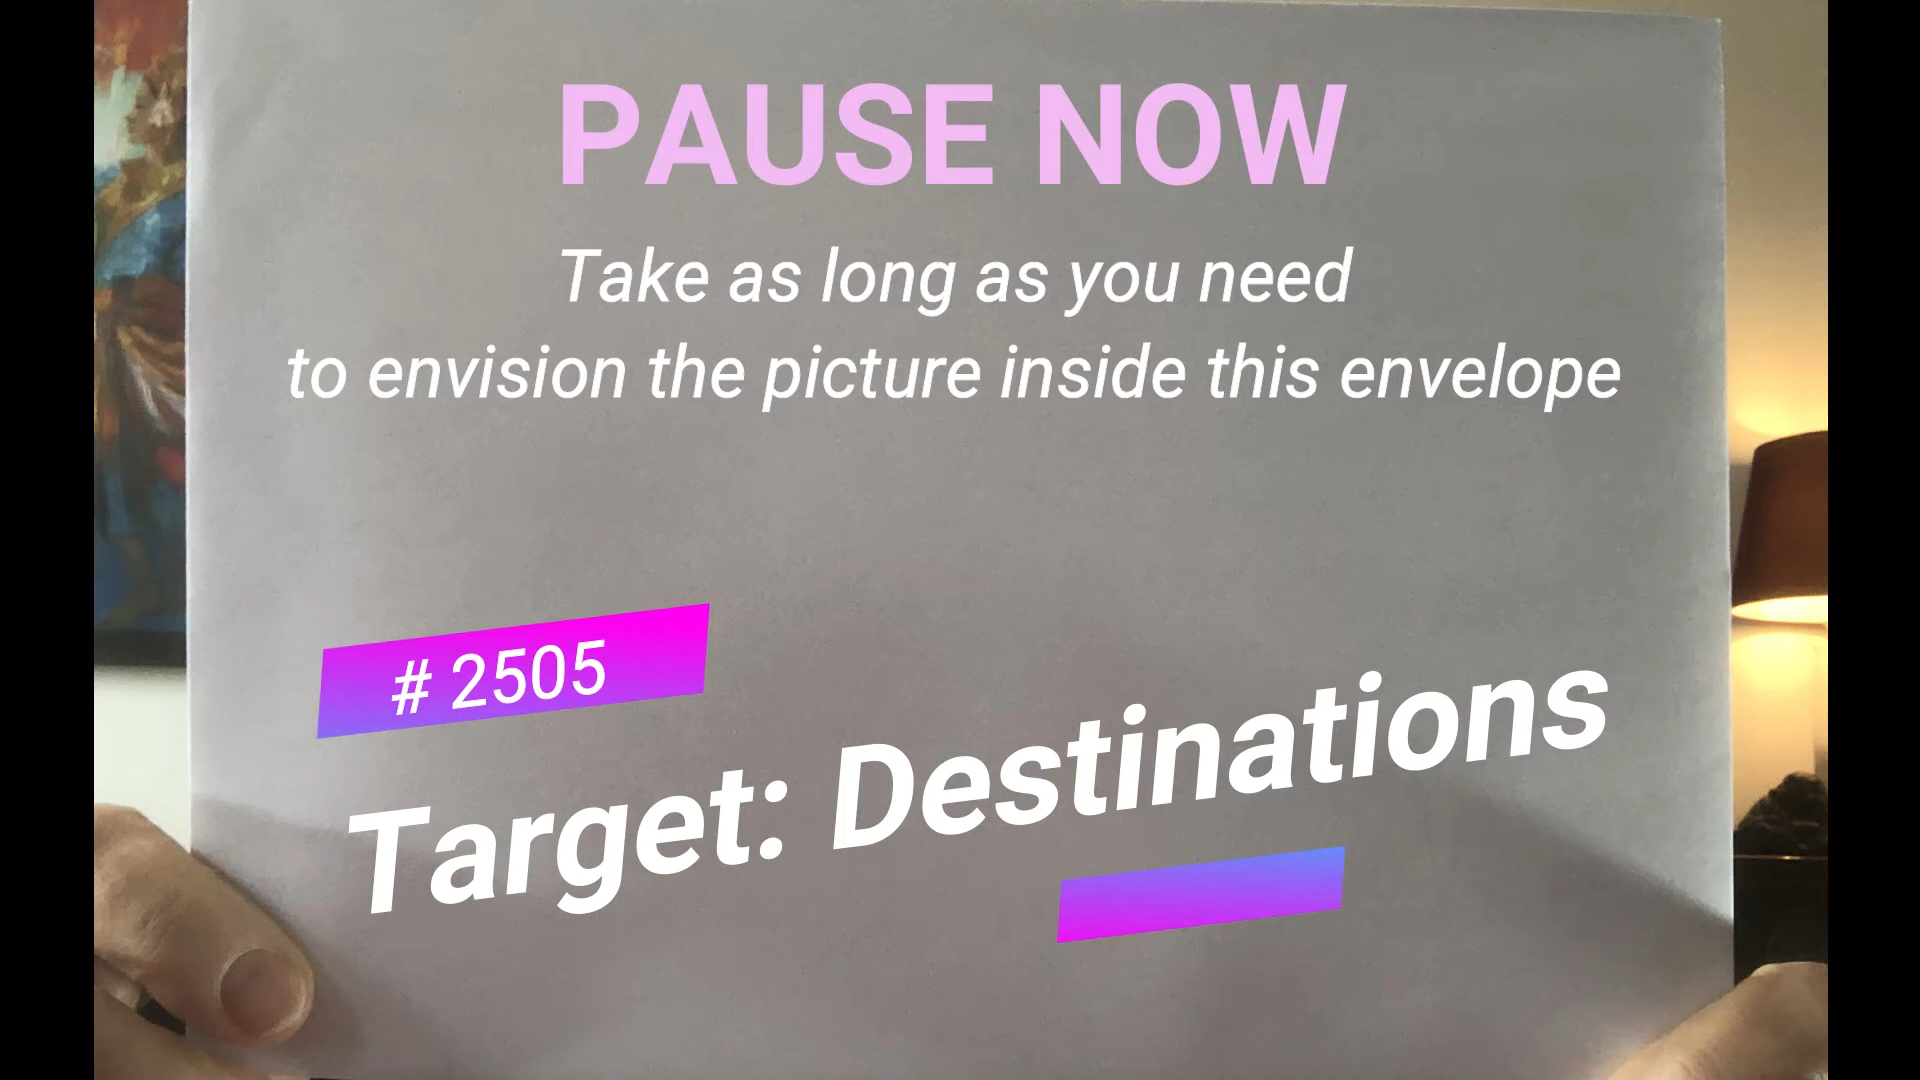 PAUSE NOW
Take as long as you need
to envision the picture inside this envelope
# 2505
Target: Destinations